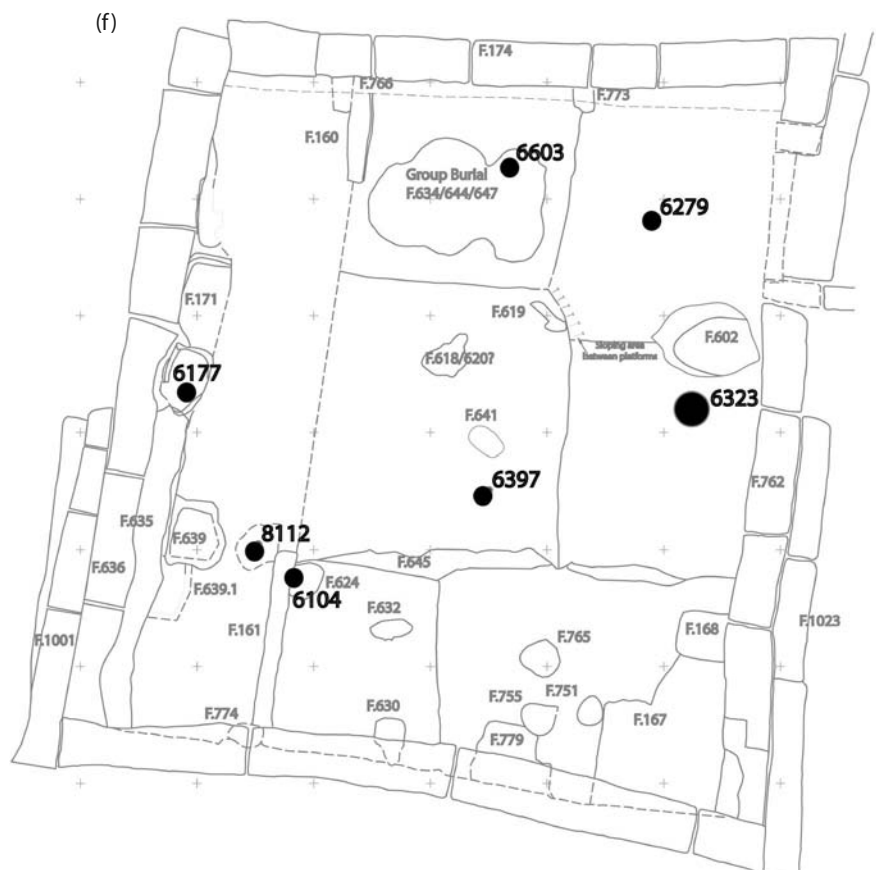 (f)
F.174
F.766
F.773
F.160
6603
Group Burial
F.634/644/647
6279
F.171
F.619
F.602
Sloping area
between platforms
F.618/620?
6177
6323
F.641
F.762
6397
F.635
F.639
8112
F.636
F.645
F.639.1
6104
F.624
F.161
F.632
F.1001
F.765
F.168
F.1023
F.755
F.751
F.774
F.630
F.779
F.167